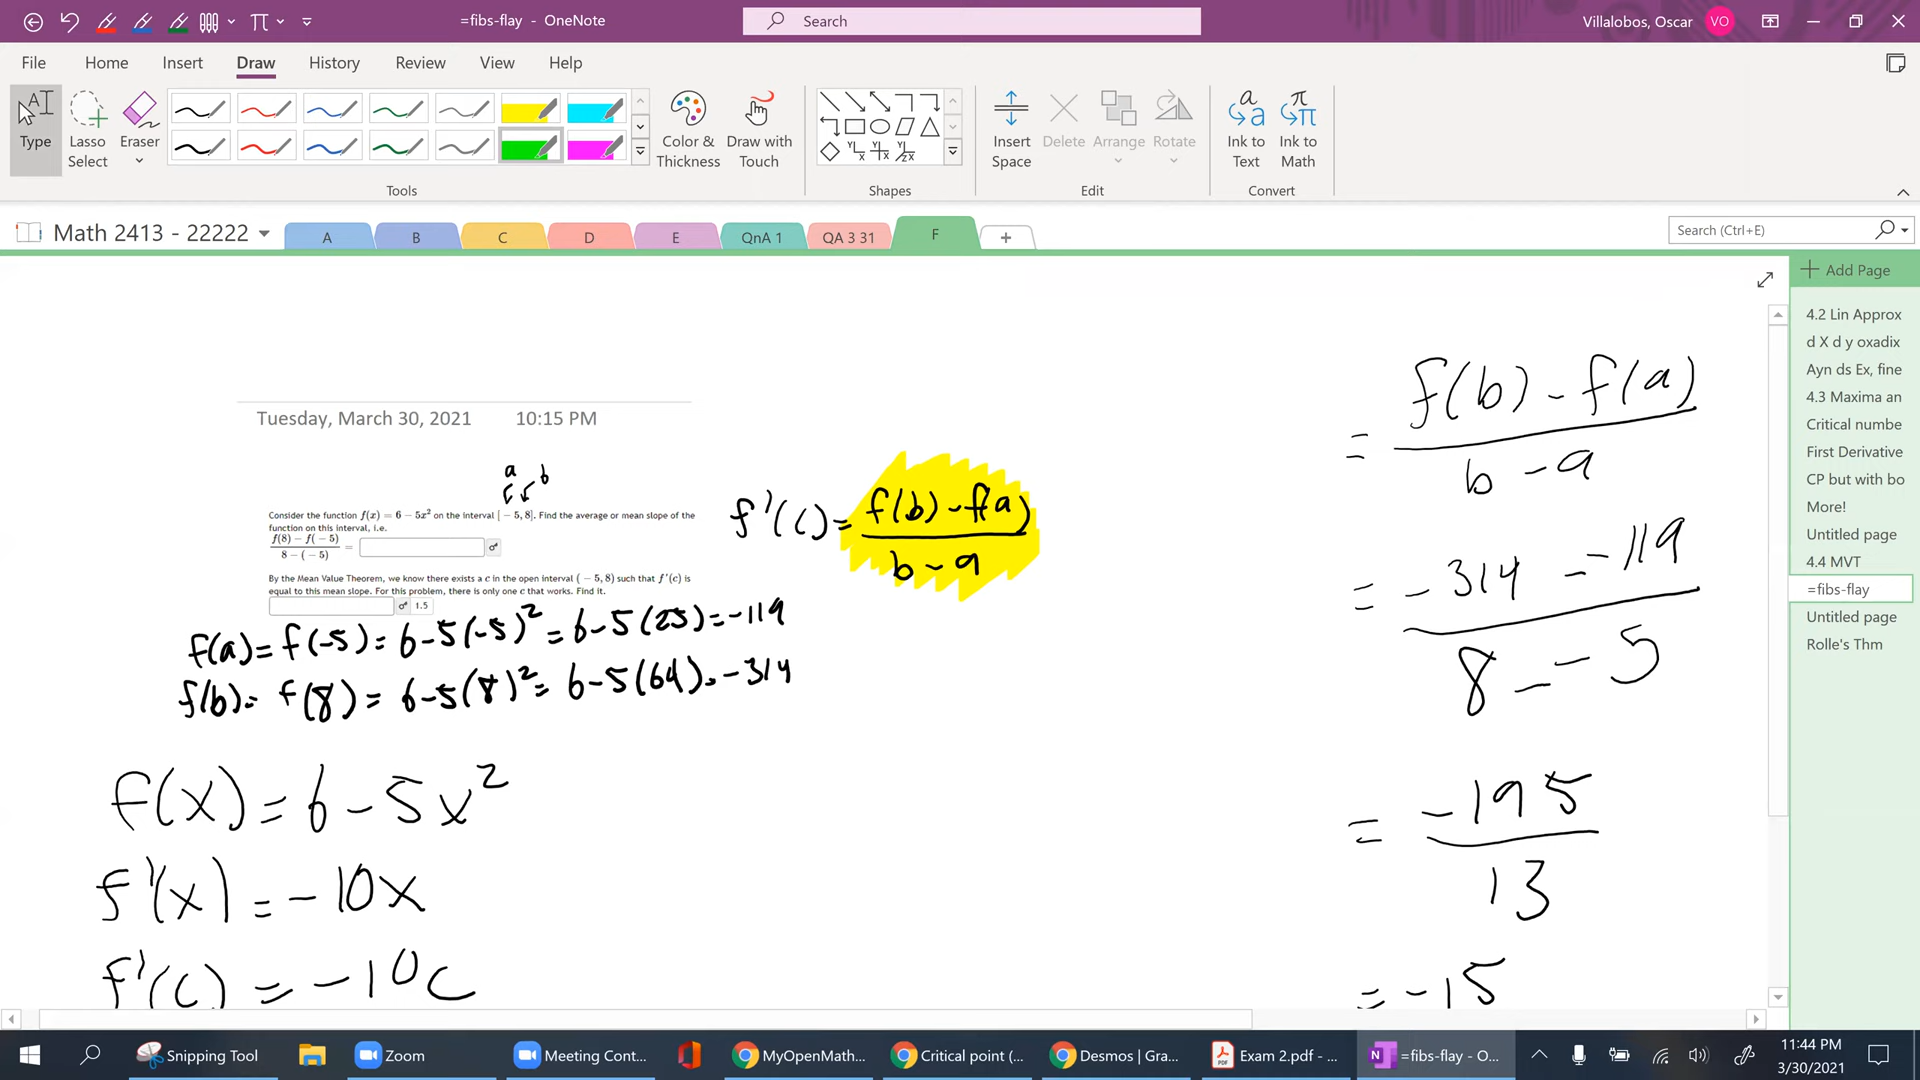 =fibs-flay - OneNote
Search
Villalobos, Oscar
VO
File Home Insert Draw History Review View Help
Type
Lasso Select
Eraser
Color & Thickness
Draw with Touch
Insert Space
Delete
Arrange
Rotate
Ink to Text
Ink to Math
Tools
Shapes
Edit
Convert
Math 2413 - 22222
A B C D E QnA 1 QA 3 31 F +
Search (Ctrl+E)
Add Page
4.2 Lin Approx
d X d y oxadix
Ayn ds Ex, fine
4.3 Maxima an
Critical numbe
First Derivative
CP but with bo
More!
Untitled page
4.4 MVT
=fibs-flay
Untitled page
Rolle's Thm
Tuesday, March 30, 2021 10:15 PM
a b
Consider the function f(x) = 6 − 5x² on the interval [ − 5, 8]. Find the average or mean slope of the
function on this interval, i.e.
f(8) − f( − 5)
8 − ( − 5)
=
By the Mean Value Theorem, we know there exists a c in the open interval ( − 5, 8) such that f'(c) is
equal to this mean slope. For this problem, there is only one c that works. Find it.
1.5
f'(c) = f(b) - f(a)
b - a
f(a) = f(-5) = 6-5(-5)² = 6-5(25) = -119
f(b) = f(8) = 6-5(8)² = 6-5(64) = -314
f(x) = 6 - 5x²
f'(x) = -10x
f'(c) = -10c
= f(b) - f(a)
b - a
= -314 - -119
8 - -5
= -195
13
= -15
Snipping Tool
Zoom
Meeting Cont...
MyOpenMath...
Critical point (...
Desmos | Gra...
Exam 2.pdf - ...
=fibs-flay - O...
11:44 PM
3/30/2021